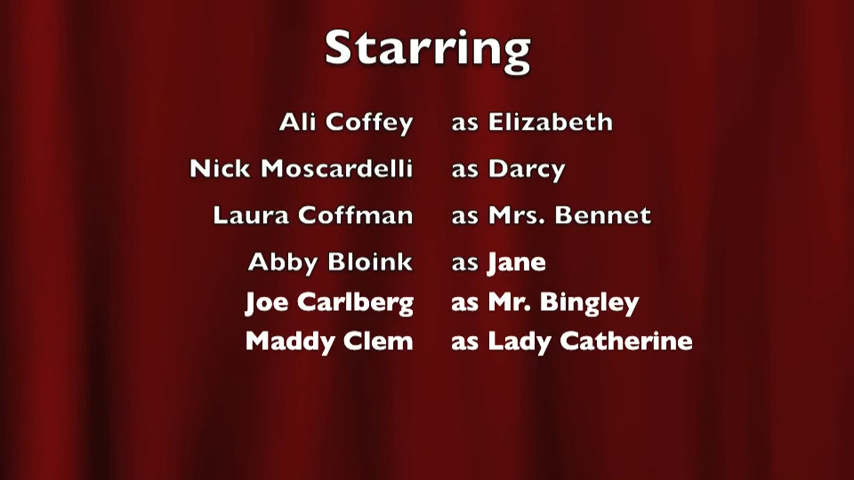 Starring
Ali Coffey as Elizabeth
Nick Moscardelli as Darcy
Laura Coffman as Mrs. Bennet
Abby Bloink as Jane
Joe Carlberg as Mr. Bingley
Maddy Clem as Lady Catherine